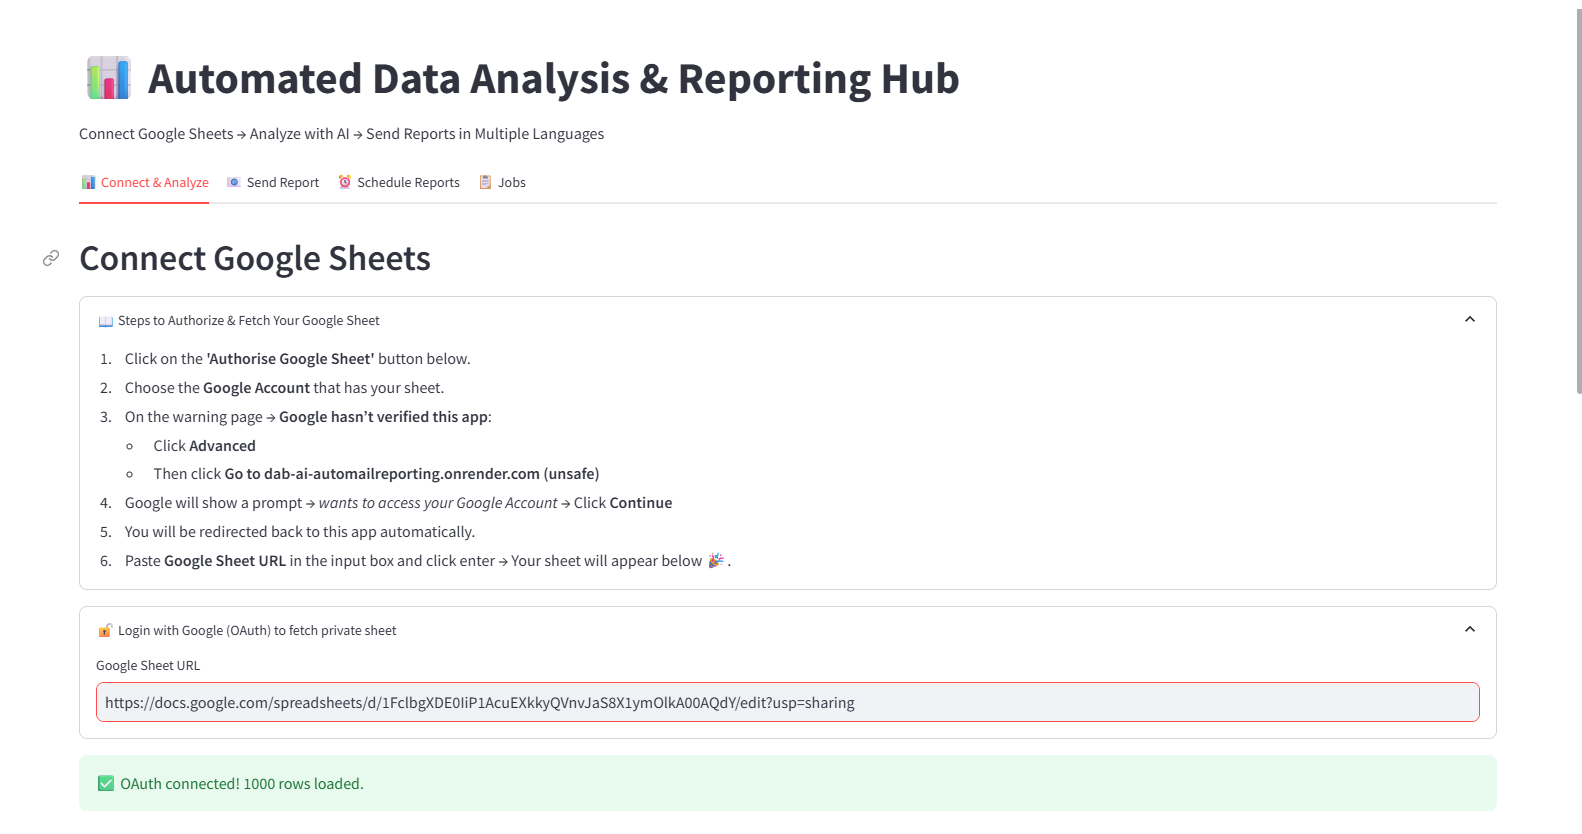 Automated Data Analysis & Reporting Hub
Connect Google Sheets → Analyze with AI → Send Reports in Multiple Languages
Connect & Analyze Send Report Schedule Reports Jobs
Connect Google Sheets
Steps to Authorize & Fetch Your Google Sheet
1. Click on the 'Authorise Google Sheet' button below.
2. Choose the Google Account that has your sheet.
3. On the warning page → Google hasn’t verified this app:
Click Advanced
Then click Go to dab-ai-automailreporting.onrender.com (unsafe)
4. Google will show a prompt → wants to access your Google Account → Click Continue
5. You will be redirected back to this app automatically.
6. Paste Google Sheet URL in the input box and click enter → Your sheet will appear below 🎉 .
Login with Google (OAuth) to fetch private sheet
Google Sheet URL
https://docs.google.com/spreadsheets/d/1FclbgXDE0IiP1AcuEXkkyQVnvJaS8X1ymOlkA00AQdY/edit?usp=sharing
✅ OAuth connected! 1000 rows loaded.